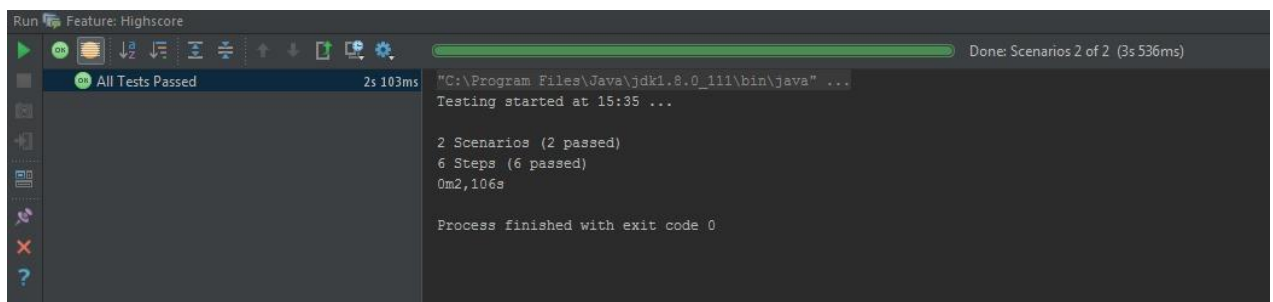 Run Feature: Highscore
Done: Scenarios 2 of 2 (3s 536ms)
All Tests Passed 2s 103ms
"C:\Program Files\Java\jdk1.8.0_111\bin\java" ...
Testing started at 15:35 ...
2 Scenarios (2 passed)
6 Steps (6 passed)
0m2,106s
Process finished with exit code 0